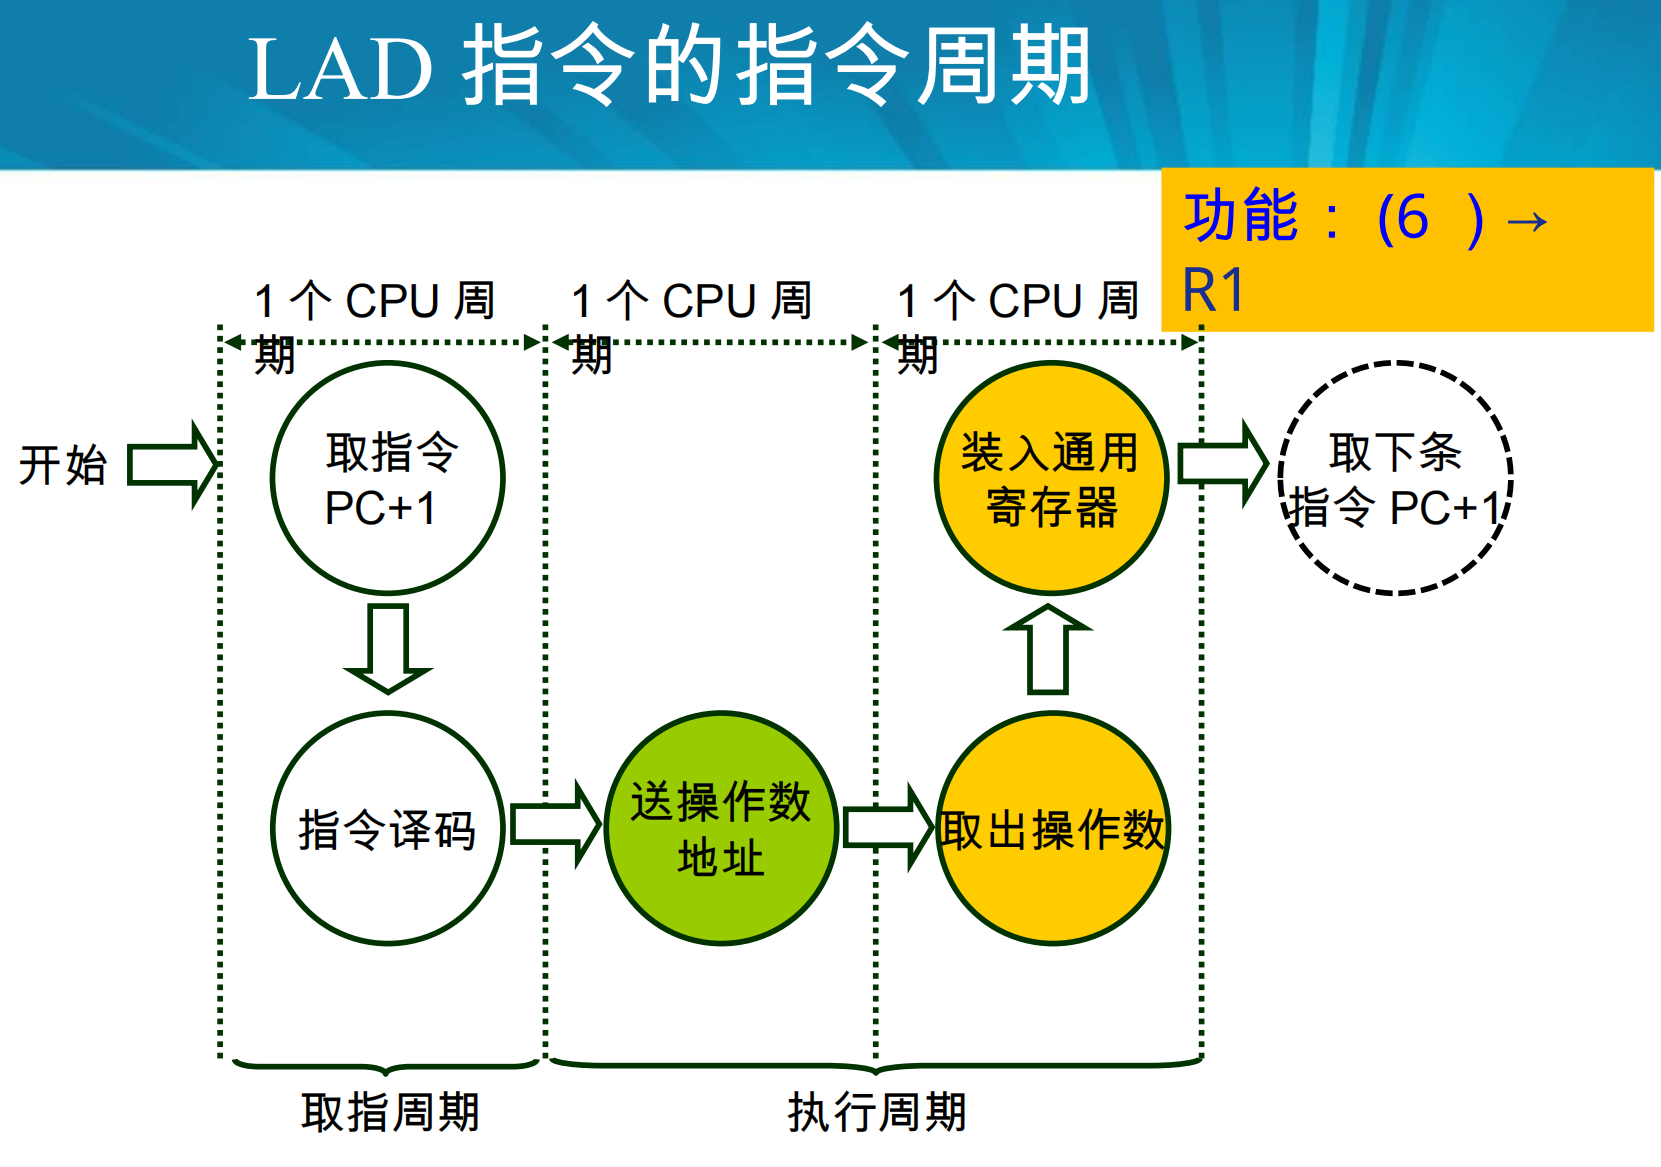 LAD 指令的指令周期
功能：(6 )→
R1
1 个 CPU 周
期
1 个 CPU 周
期
1 个 CPU 周
期
开始
取指令
PC+1
装入通用
寄存器
取下条
指令 PC+1
指令译码
送操作数
地址
取出操作数
取指周期
执行周期